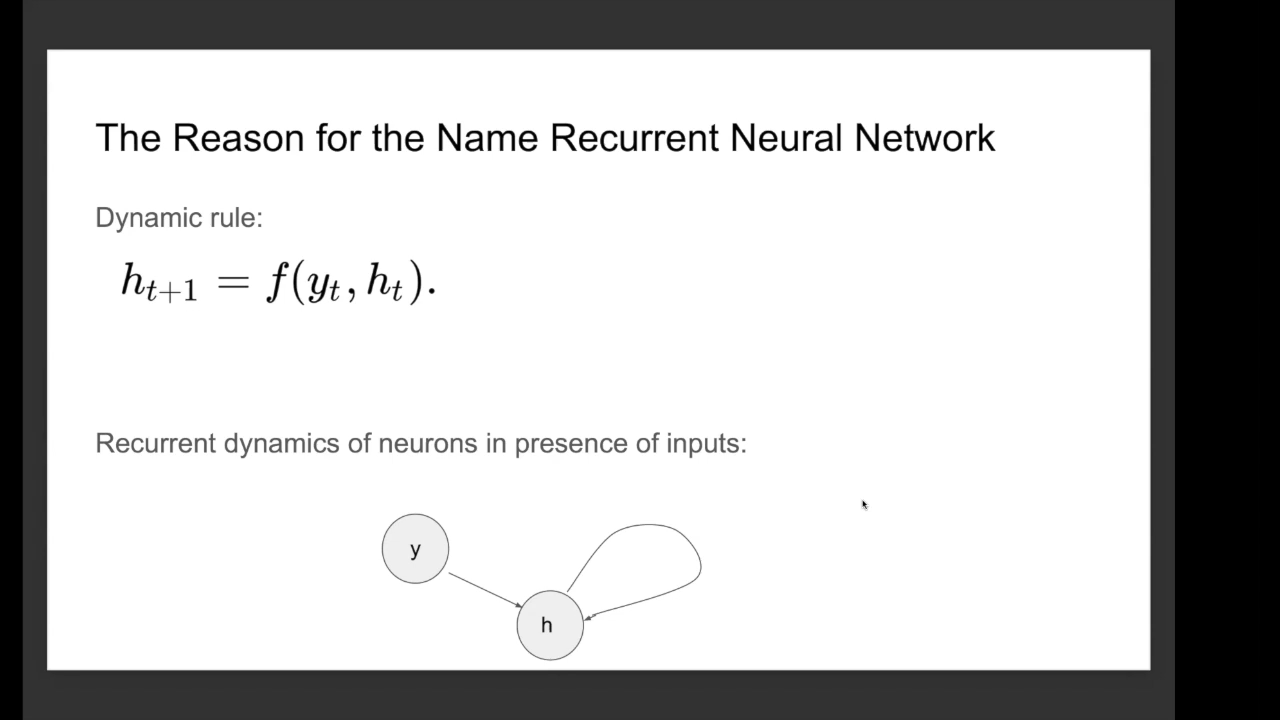 The Reason for the Name Recurrent Neural Network
Dynamic rule:
h_{t+1} = f(y_t, h_t).
Recurrent dynamics of neurons in presence of inputs:
y
h